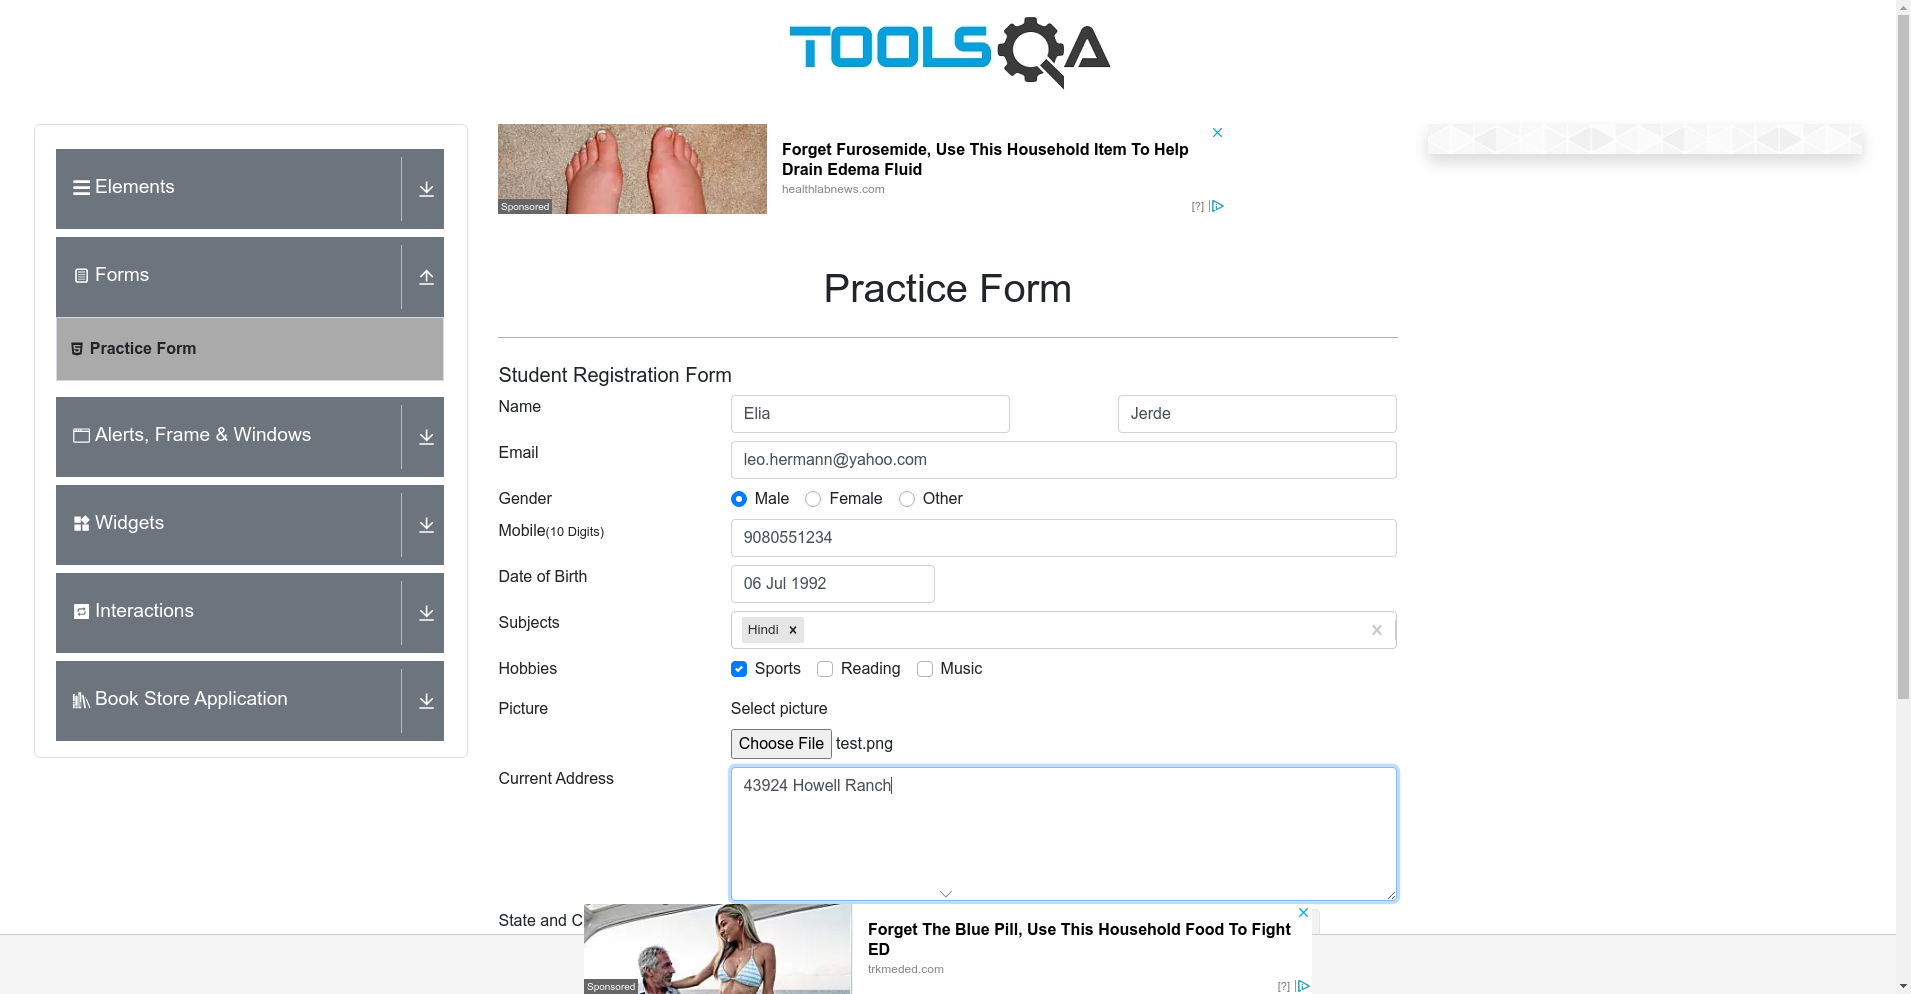 TOOLSQA
Elements
Forms
Practice Form
Alerts, Frame & Windows
Widgets
Interactions
Book Store Application
Forget Furosemide, Use This Household Item To Help
Drain Edema Fluid
healthlabnews.com
Sponsored
[?]
Practice Form
Student Registration Form
Name Elia Jerde
Email leo.hermann@yahoo.com
Gender Male Female Other
Mobile(10 Digits) 9080551234
Date of Birth 06 Jul 1992
Subjects Hindi
Hobbies Sports Reading Music
Picture Select picture
Choose File test.png
Current Address 43924 Howell Ranch
State and C
Forget The Blue Pill, Use This Household Food To Fight
ED
trkmeded.com
Sponsored
[?]